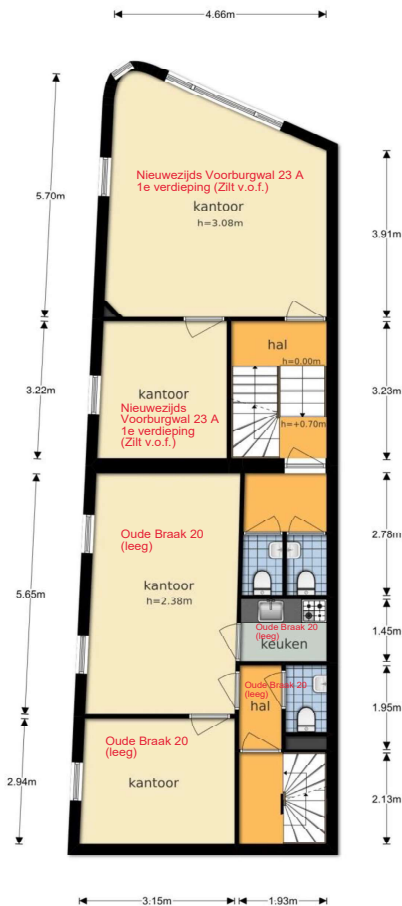 4.66m
Nieuwezijds Voorburgwal 23 A
1e verdieping (Zilt v.o.f.)
kantoor
h=3.08m
5.70m
3.91m
hal
h=0.00m
kantoor
Nieuwezijds
Voorburgwal 23 A
1e verdieping
(Zilt v.o.f.)
h=+0.70m
3.22m
3.23m
Oude Braak 20
(leeg)
kantoor
h=2.38m
5.65m
2.78m
Oude Braak 20
(leeg)
keuken
1.45m
Oude Braak 20
(leeg)
hal
1.95m
Oude Braak 20
(leeg)
kantoor
2.94m
2.13m
3.15m
1.93m